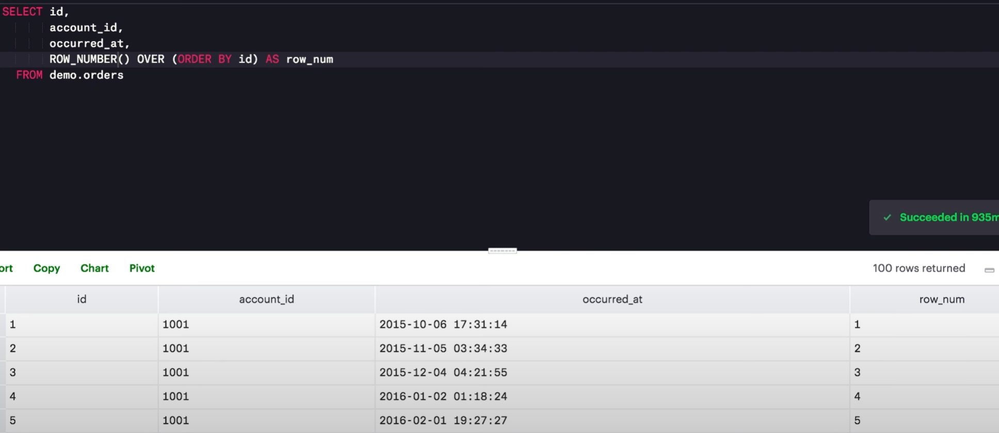 SELECT id,
account_id,
occurred_at,
ROW_NUMBER() OVER (ORDER BY id) AS row_num
FROM demo.orders
Succeeded in 935m
ort Copy Chart Pivot 100 rows returned
id account_id occurred_at row_num
1 1001 2015-10-06 17:31:14 1
2 1001 2015-11-05 03:34:33 2
3 1001 2015-12-04 04:21:55 3
4 1001 2016-01-02 01:18:24 4
5 1001 2016-02-01 19:27:27 5